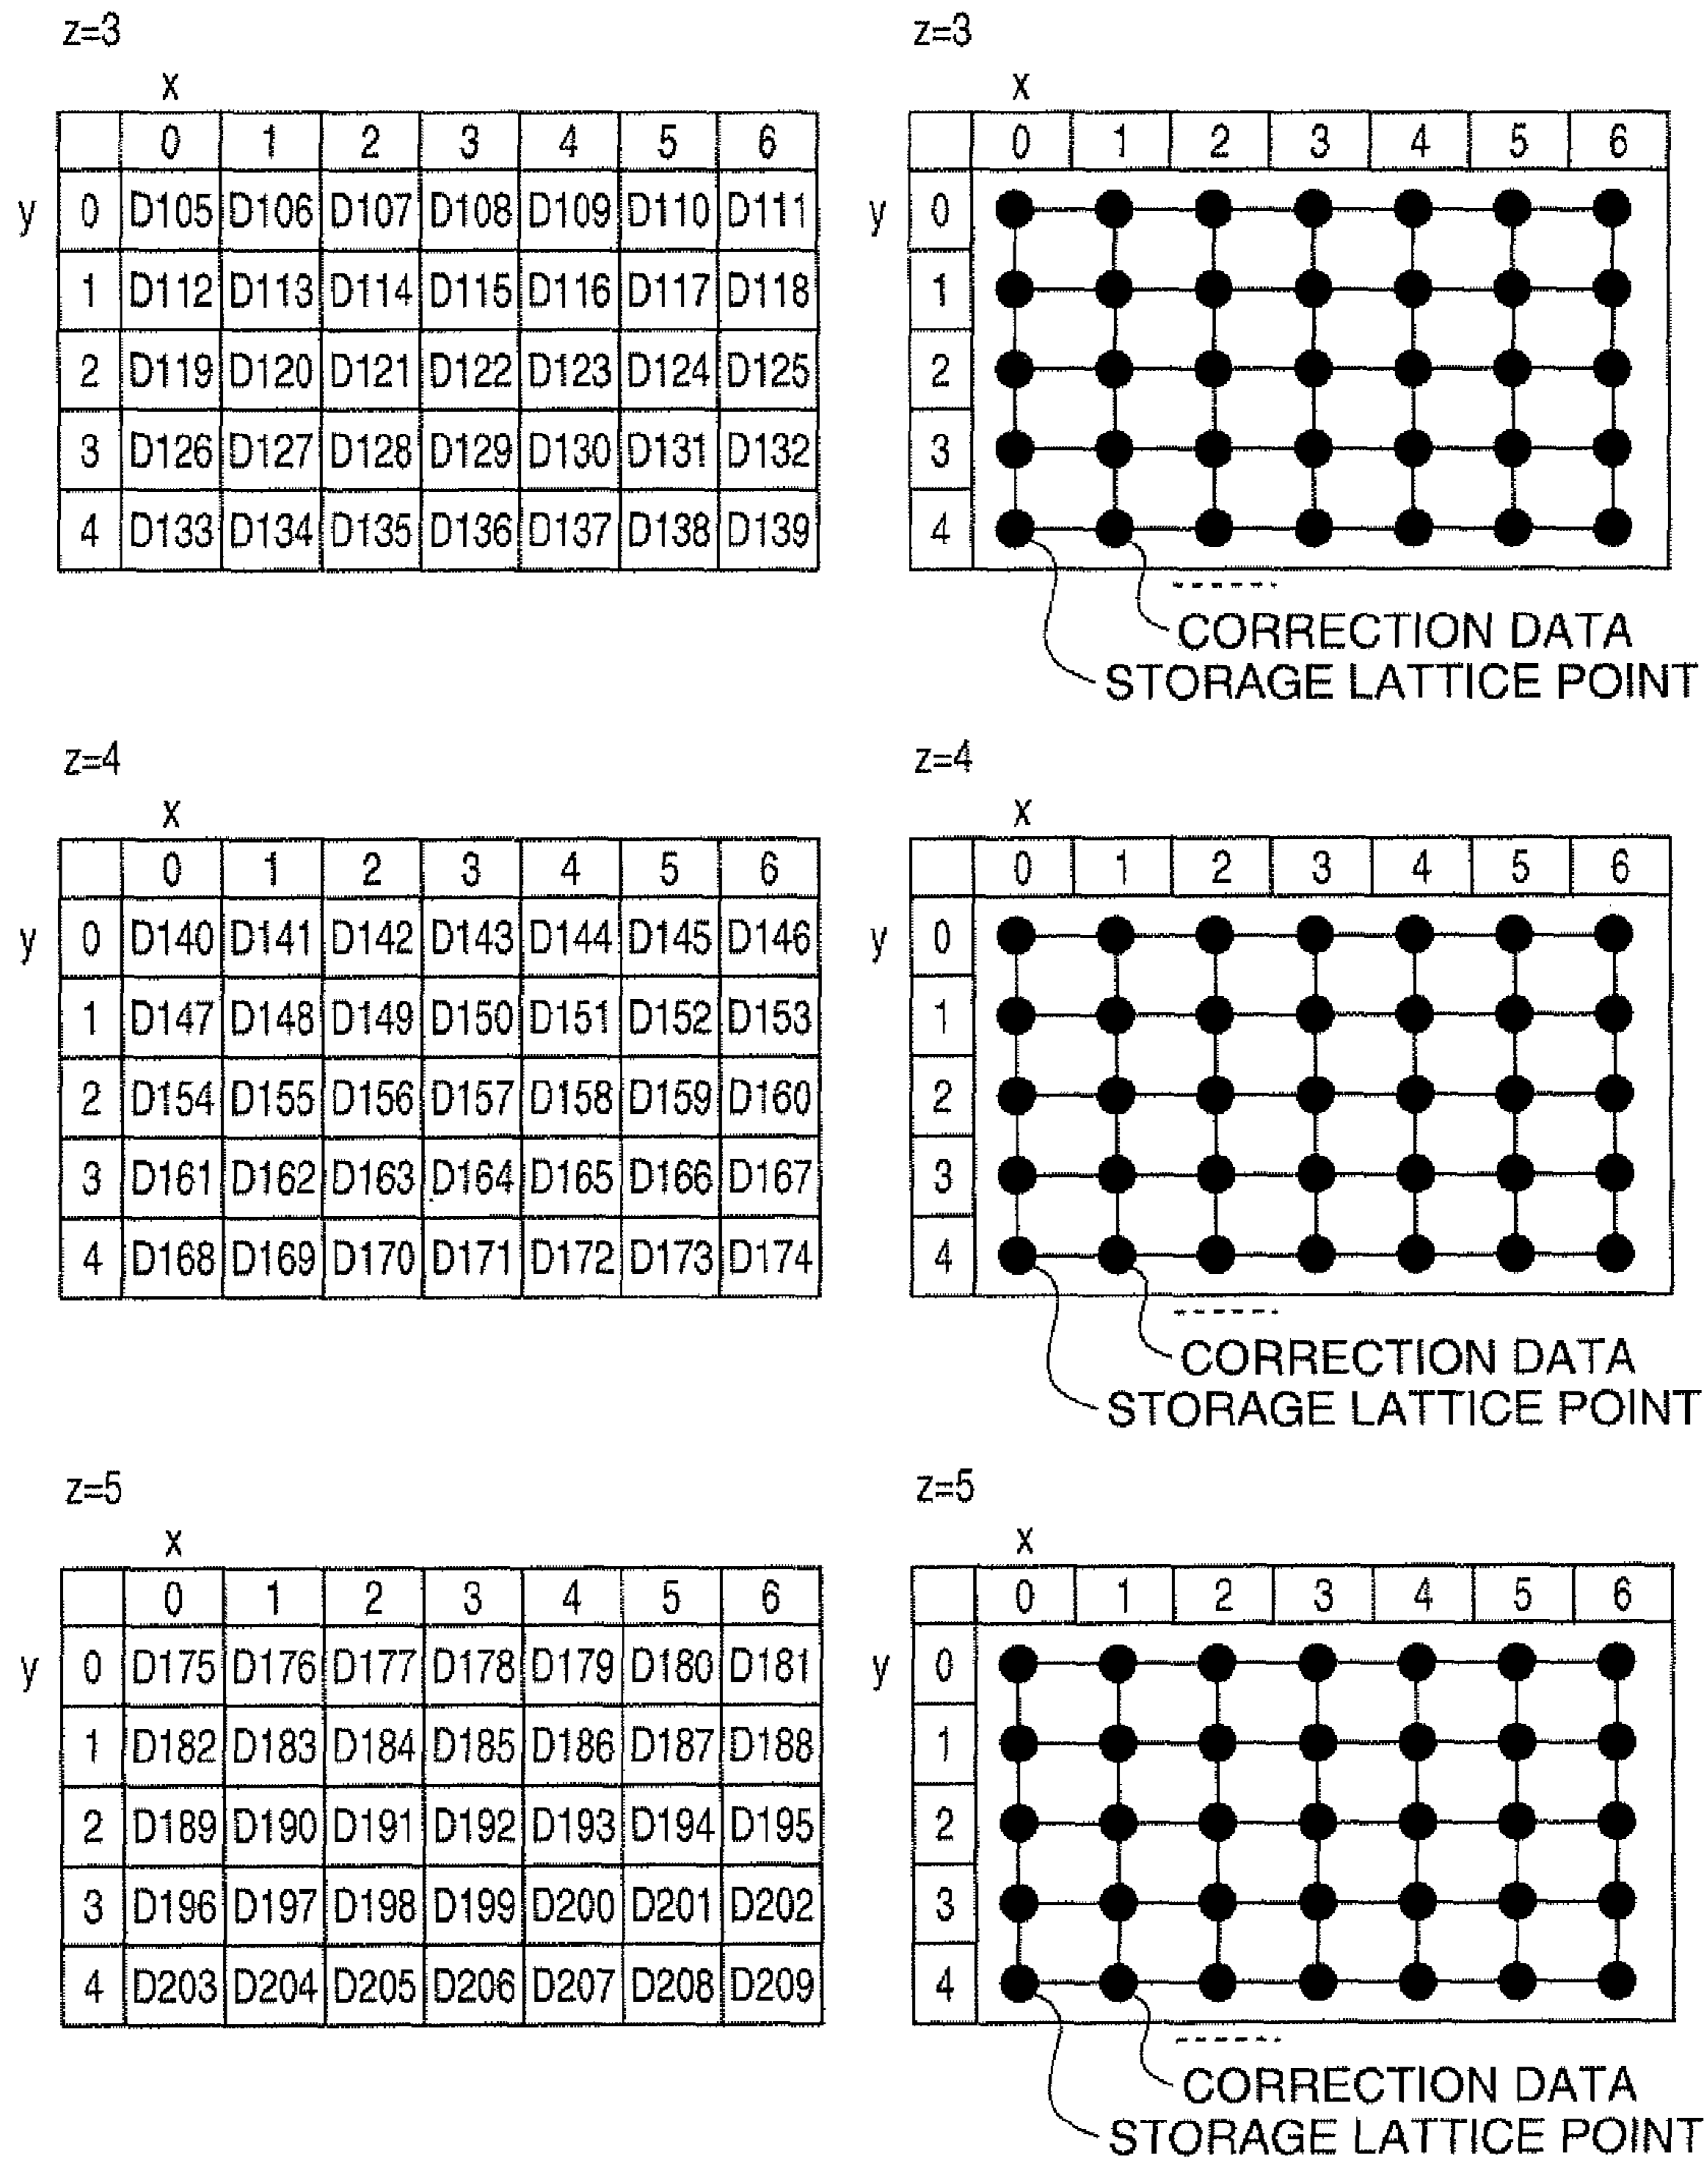 z=3
x
0 1 2 3 4 5 6
y 0 D105 D106 D107 D108 D109 D110 D111
1 D112 D113 D114 D115 D116 D117 D118
2 D119 D120 D121 D122 D123 D124 D125
3 D126 D127 D128 D129 D130 D131 D132
4 D133 D134 D135 D136 D137 D138 D139
z=3
x
0 1 2 3 4 5 6
y 0
1
2
3
4
CORRECTION DATA
STORAGE LATTICE POINT
z=4
x
0 1 2 3 4 5 6
y 0 D140 D141 D142 D143 D144 D145 D146
1 D147 D148 D149 D150 D151 D152 D153
2 D154 D155 D156 D157 D158 D159 D160
3 D161 D162 D163 D164 D165 D166 D167
4 D168 D169 D170 D171 D172 D173 D174
z=4
x
0 1 2 3 4 5 6
y 0
1
2
3
4
CORRECTION DATA
STORAGE LATTICE POINT
z=5
x
0 1 2 3 4 5 6
y 0 D175 D176 D177 D178 D179 D180 D181
1 D182 D183 D184 D185 D186 D187 D188
2 D189 D190 D191 D192 D193 D194 D195
3 D196 D197 D198 D199 D200 D201 D202
4 D203 D204 D205 D206 D207 D208 D209
z=5
x
0 1 2 3 4 5 6
y 0
1
2
3
4
CORRECTION DATA
STORAGE LATTICE POINT